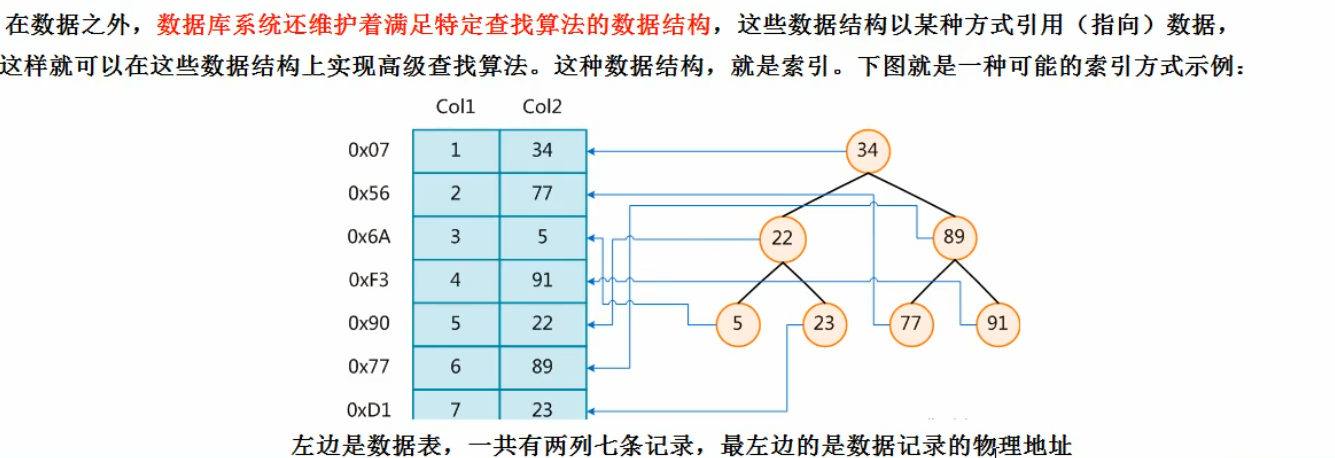 在数据之外，数据库系统还维护着满足特定查找算法的数据结构，这些数据结构以某种方式引用（指向）数据，
这样就可以在这些数据结构上实现高级查找算法。这种数据结构，就是索引。下图就是一种可能的索引方式示例：
Col1 Col2
0x07 1 34 34
0x56 2 77
0x6A 3 5 22 89
0xF3 4 91
0x90 5 22 5 23 77 91
0x77 6 89
0xD1 7 23
左边是数据表，一共有两列七条记录，最左边的是数据记录的物理地址